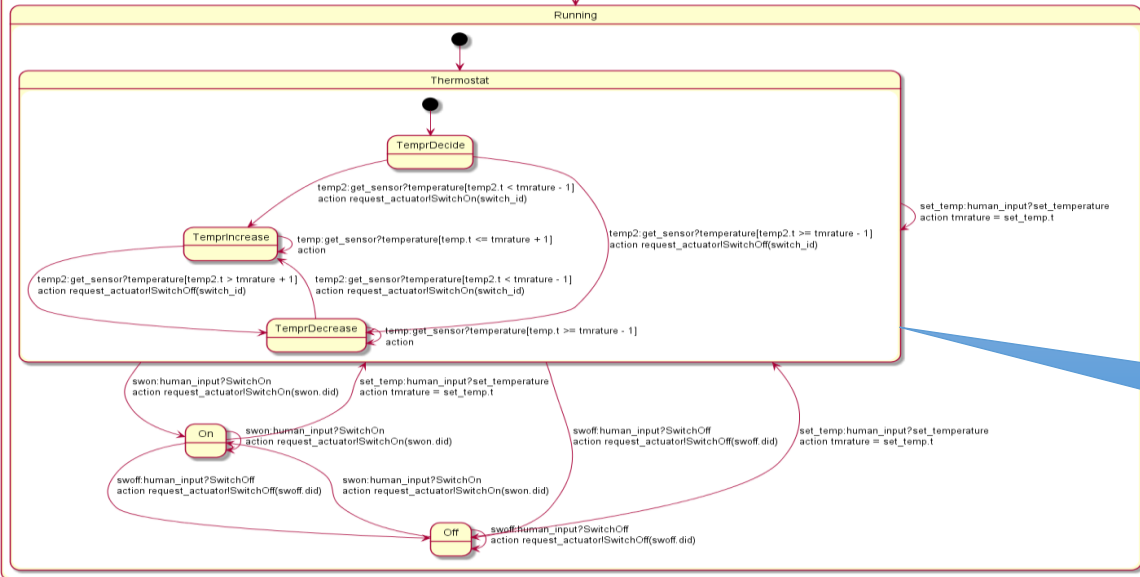 Running
Thermostat
TemprDecide
temp2:get_sensor?temperature[temp2.t < tmrature - 1]
action request_actuator!SwitchOn(switch_id)
set_temp:human_input?set_temperature
action tmrature = set_temp.t
TemprIncrease
temp:get_sensor?temperature[temp.t <= tmrature + 1]
action
temp2:get_sensor?temperature[temp2.t >= tmrature - 1]
action request_actuator!SwitchOff(switch_id)
temp2:get_sensor?temperature[temp2.t > tmrature + 1]
action request_actuator!SwitchOff(switch_id)
temp2:get_sensor?temperature[temp2.t < tmrature - 1]
action request_actuator!SwitchOn(switch_id)
TemprDecrease
temp:get_sensor?temperature[temp.t >= tmrature - 1]
action
swon:human_input?SwitchOn
action request_actuator!SwitchOn(swon.did)
set_temp:human_input?set_temperature
action tmrature = set_temp.t
On
swon:human_input?SwitchOn
action request_actuator!SwitchOn(swon.did)
swoff:human_input?SwitchOff
action request_actuator!SwitchOff(swoff.did)
set_temp:human_input?set_temperature
action tmrature = set_temp.t
swoff:human_input?SwitchOff
action request_actuator!SwitchOff(swoff.did)
swon:human_input?SwitchOn
action request_actuator!SwitchOn(swon.did)
Off
swoff:human_input?SwitchOff
action request_actuator!SwitchOff(swoff.did)